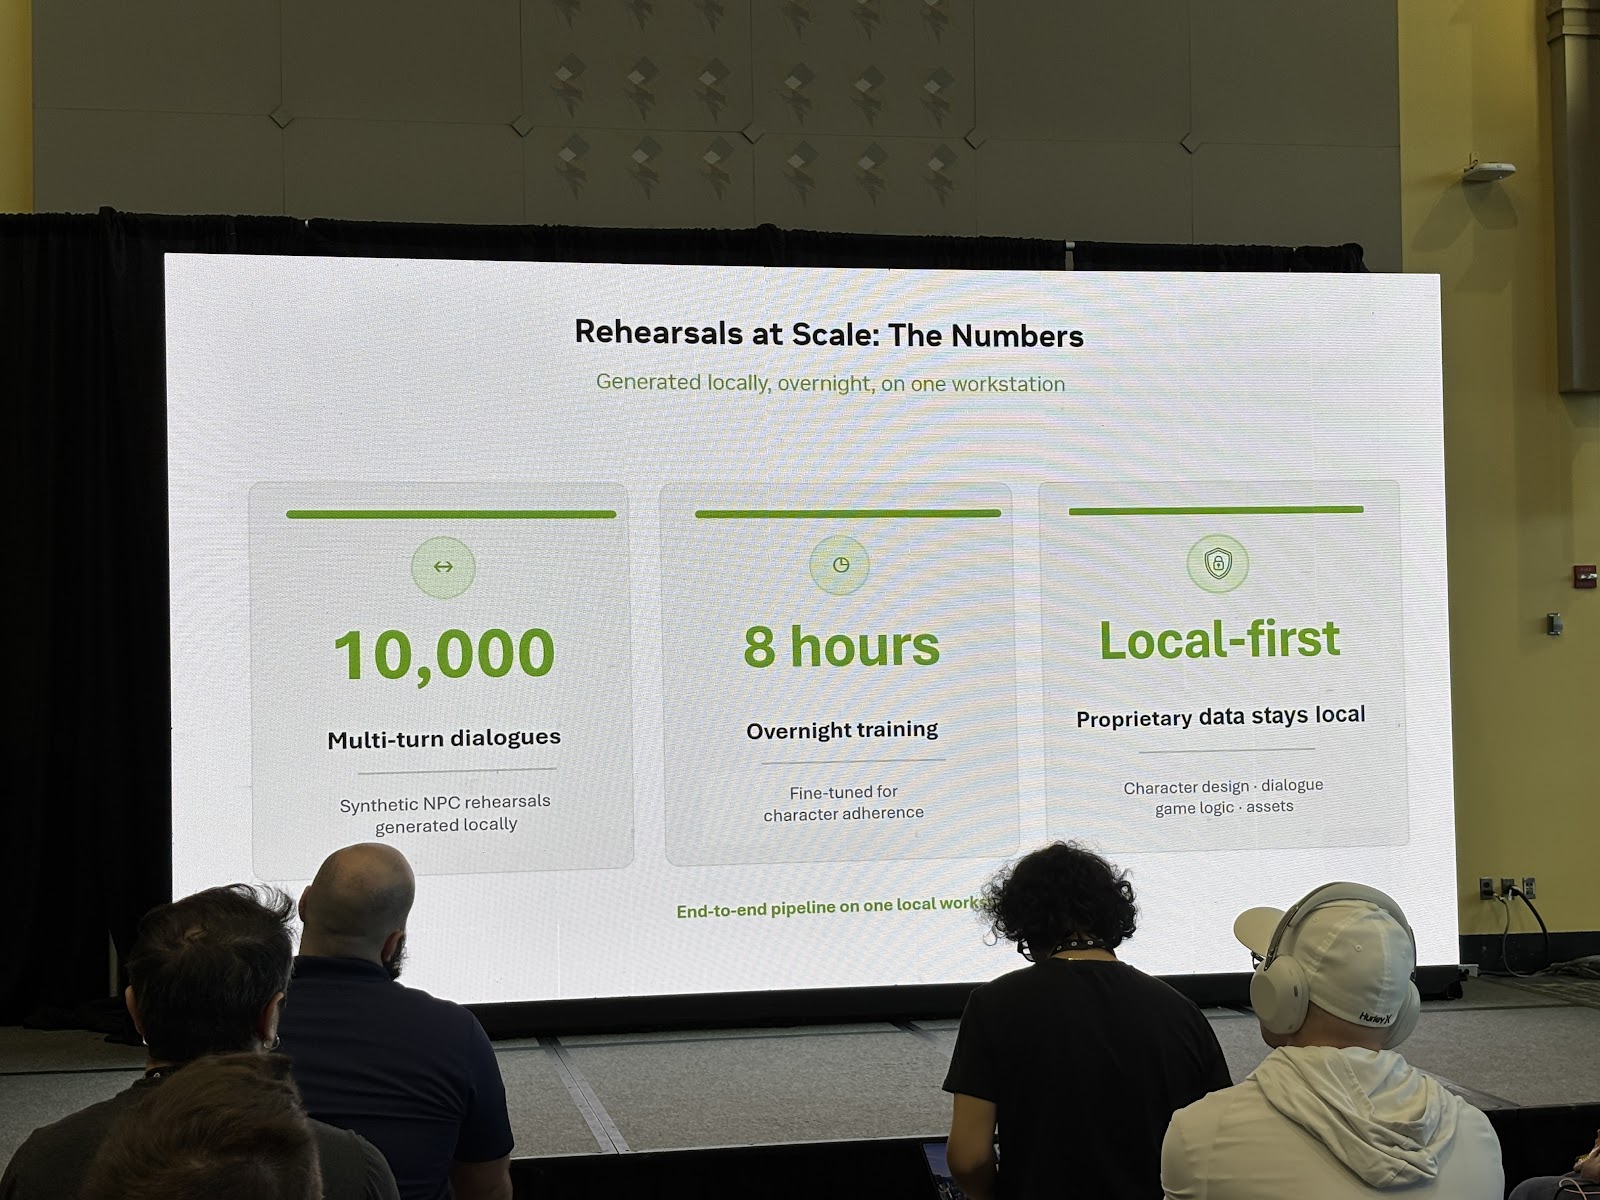 Rehearsals at Scale: The Numbers
Generated locally, overnight, on one workstation
10,000
Multi-turn dialogues
Synthetic NPC rehearsals
generated locally
8 hours
Overnight training
Fine-tuned for
character adherence
Local-first
Proprietary data stays local
Character design · dialogue
game logic · assets
End-to-end pipeline on one local
Hurley